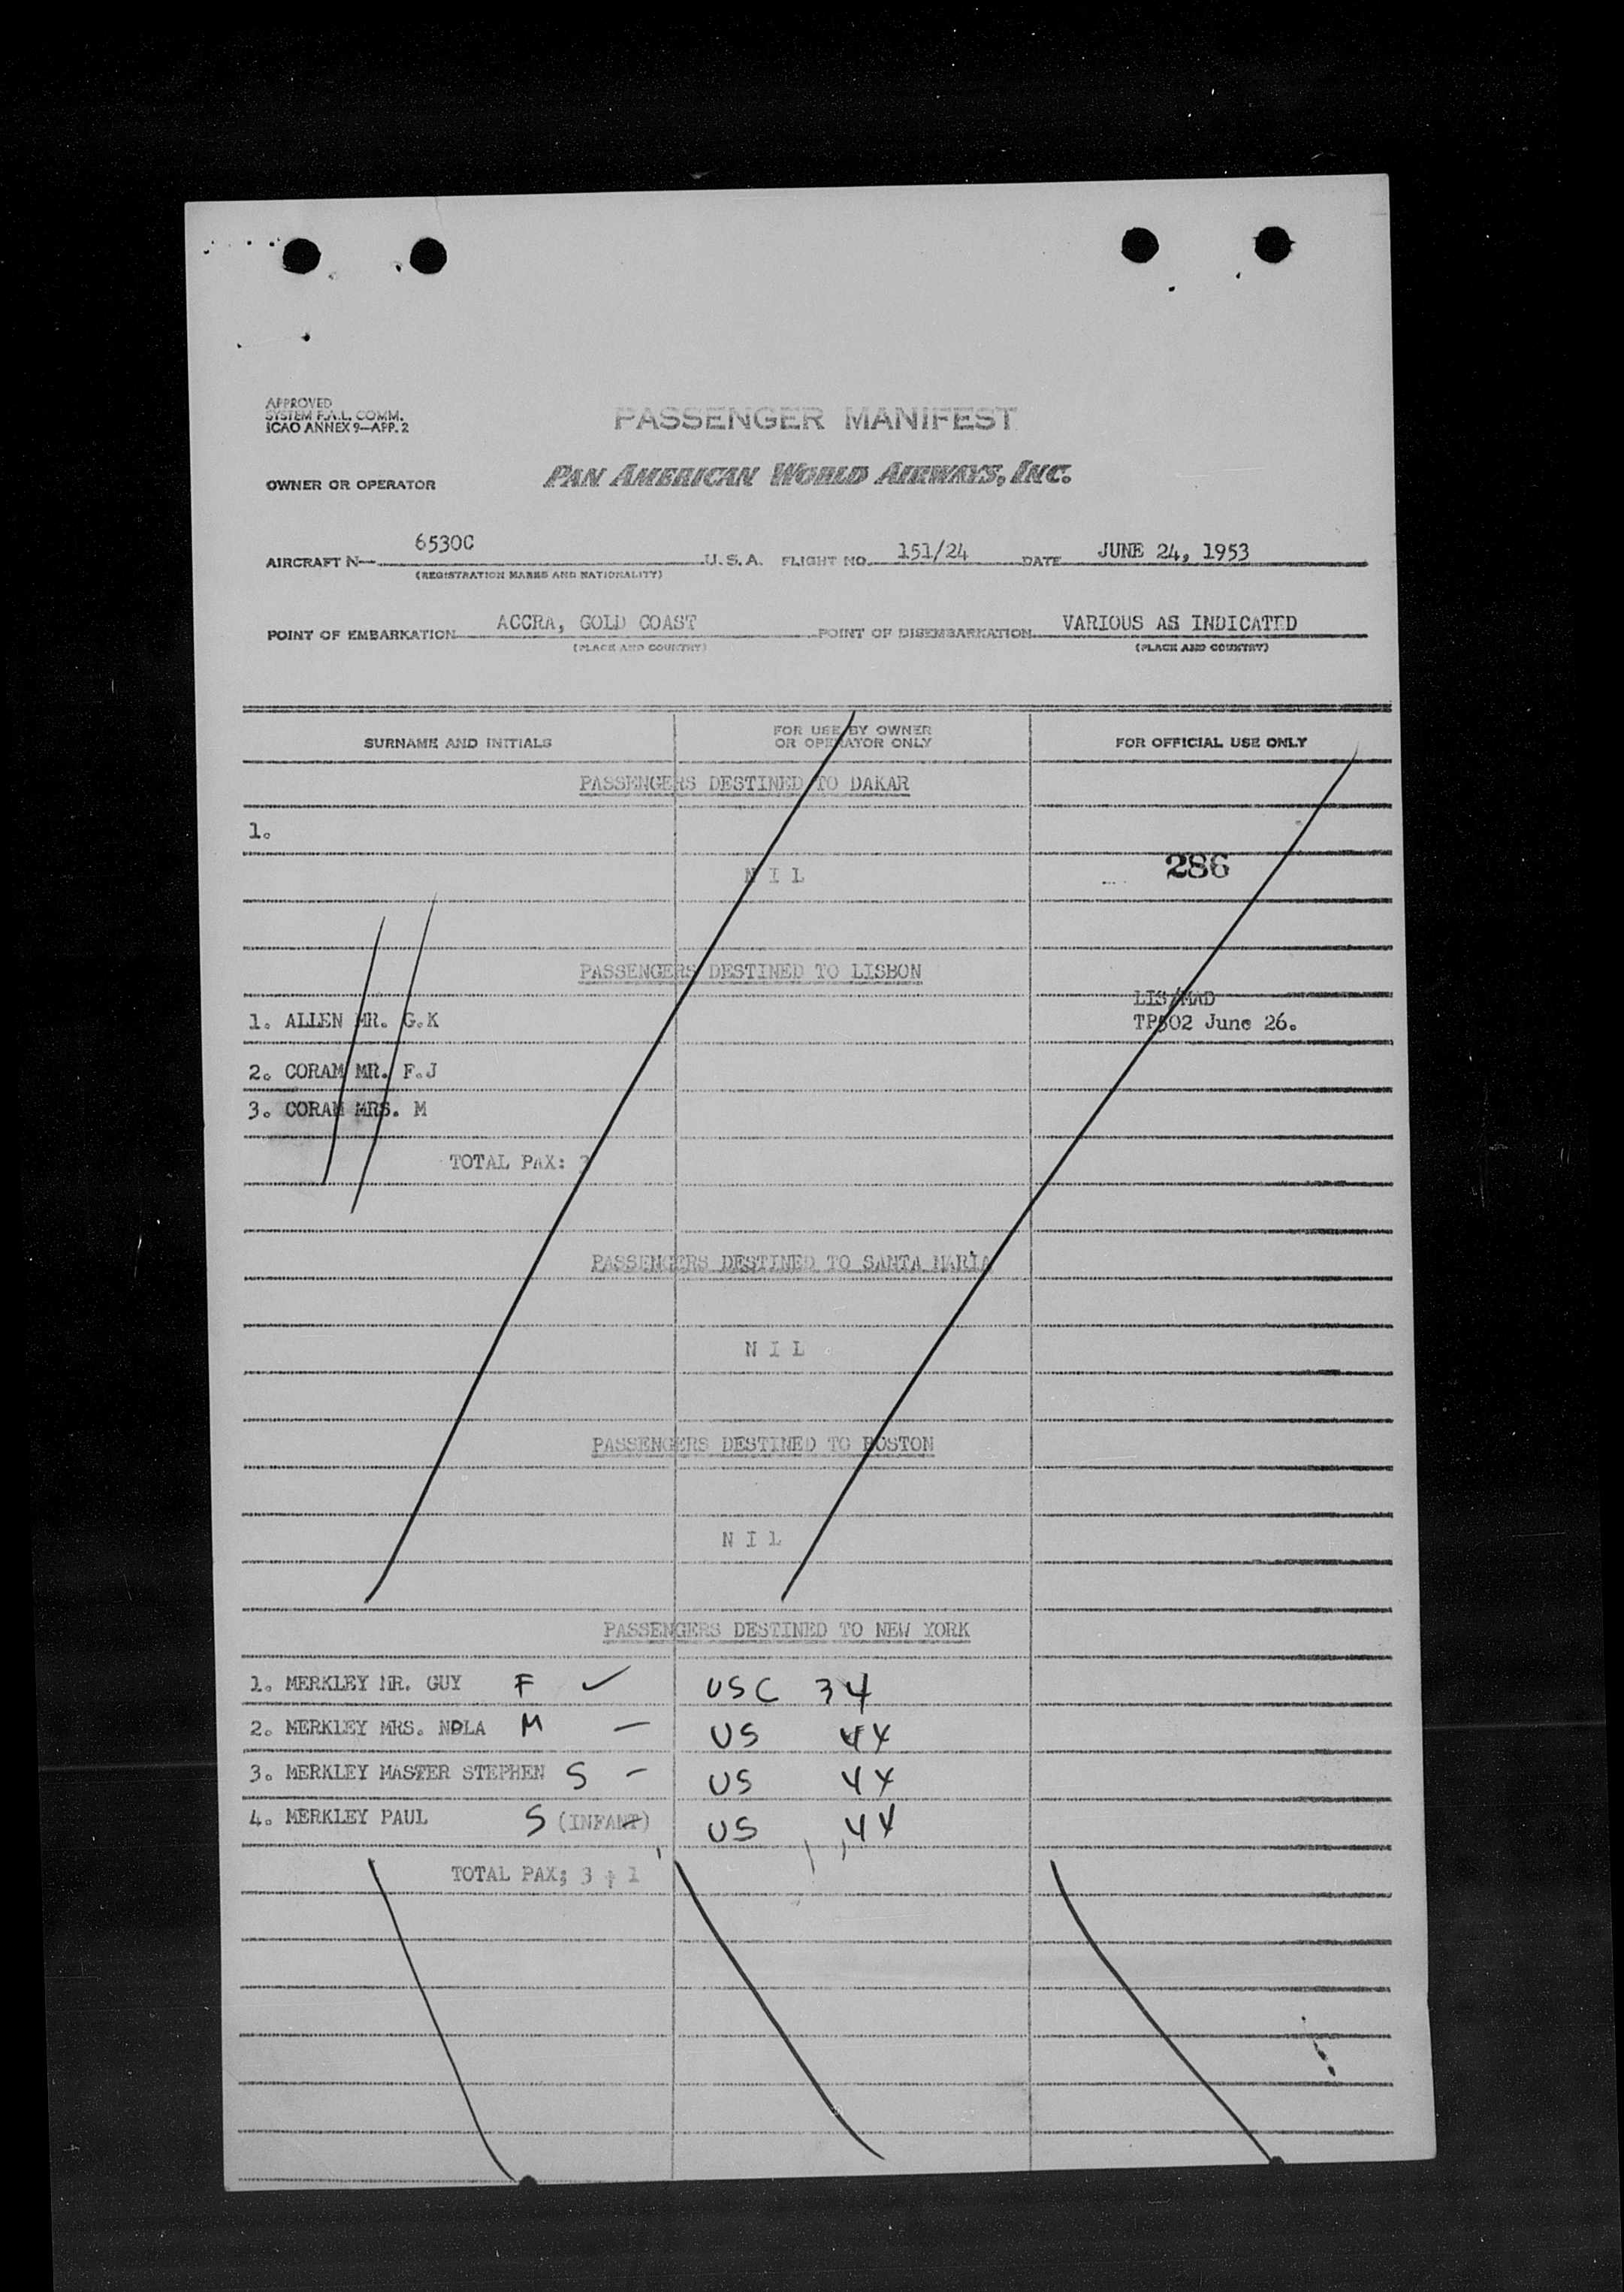 APPROVED
SYSTEM F.A.L. COMM.
ICAO ANNEX 9—APP. 2
PASSENGER MANIFEST
OWNER OR OPERATOR PAN AMERICAN WORLD AIRWAYS, INC.
AIRCRAFT N— 6530C U.S.A. FLIGHT NO. 151/24 DATE JUNE 24, 1953
(REGISTRATION MARKS AND NATIONALITY)
POINT OF EMBARKATION ACCRA, GOLD COAST POINT OF DISEMBARKATION VARIOUS AS INDICATED
(PLACE AND COUNTRY) (PLACE AND COUNTRY)
SURNAME AND INITIALS FOR USE BY OWNER OR OPERATOR ONLY FOR OFFICIAL USE ONLY
PASSENGERS DESTINED TO DAKAR
1.
N I L 286
PASSENGERS DESTINED TO LISBON
LIS/MAD
1. ALLEN MR. G.K TP502 June 26.
2. CORAM MR. F.J
3. CORAM MRS. M
TOTAL PAX: 3
PASSENGERS DESTINED TO SANTA MARIA
N I L
PASSENGERS DESTINED TO BOSTON
N I L
PASSENGERS DESTINED TO NEW YORK
1. MERKLEY MR. GUY F ✓ USC 34
2. MERKLEY MRS. NOLA M — US 44
3. MERKLEY MASTER STEPHEN S — US 44
4. MERKLEY PAUL S (INFANT) US 44
TOTAL PAX; 3 + 1